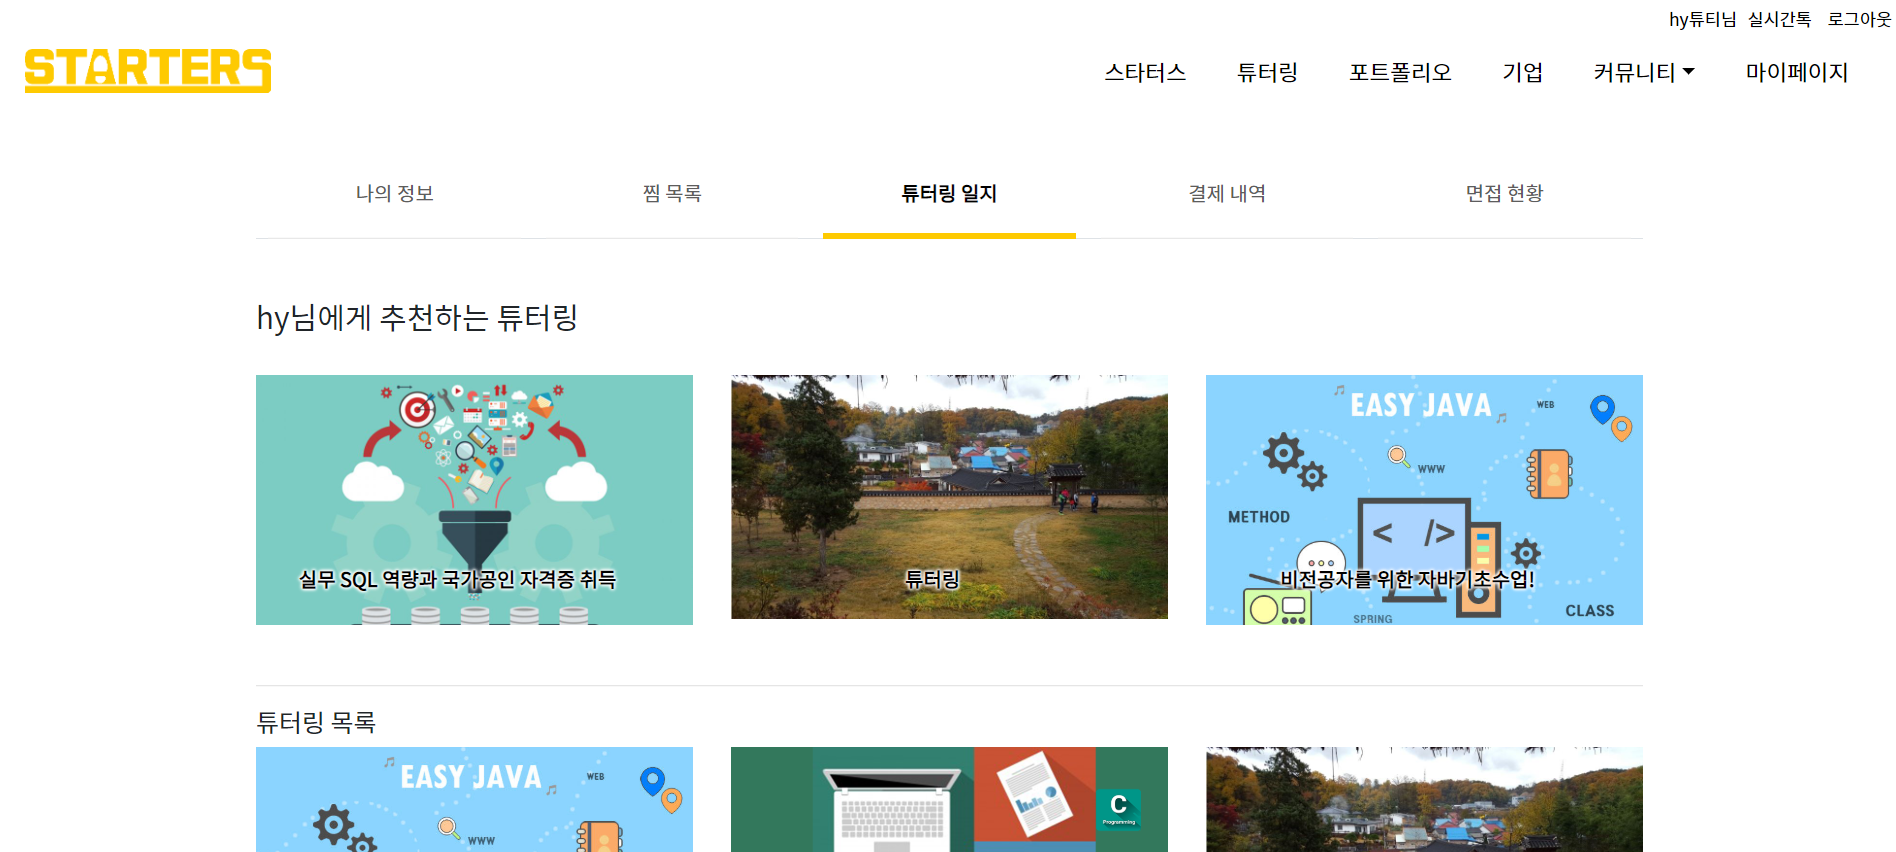 hy튜티님 실시간톡 로그아웃
STARTERS
스타터스 튜터링 포트폴리오 기업 커뮤니티 마이페이지
나의 정보 찜 목록 튜터링 일지 결제 내역 면접 현황
hy님에게 추천하는 튜터링
실무 SQL 역량과 국가공인 자격증 취득
튜터링
EASY JAVA
WEB
WWW
METHOD
< />
비전공자를 위한 자바기초수업!
CLASS
SPRING
튜터링 목록
EASY JAVA
WEB
WWW
C
Programming